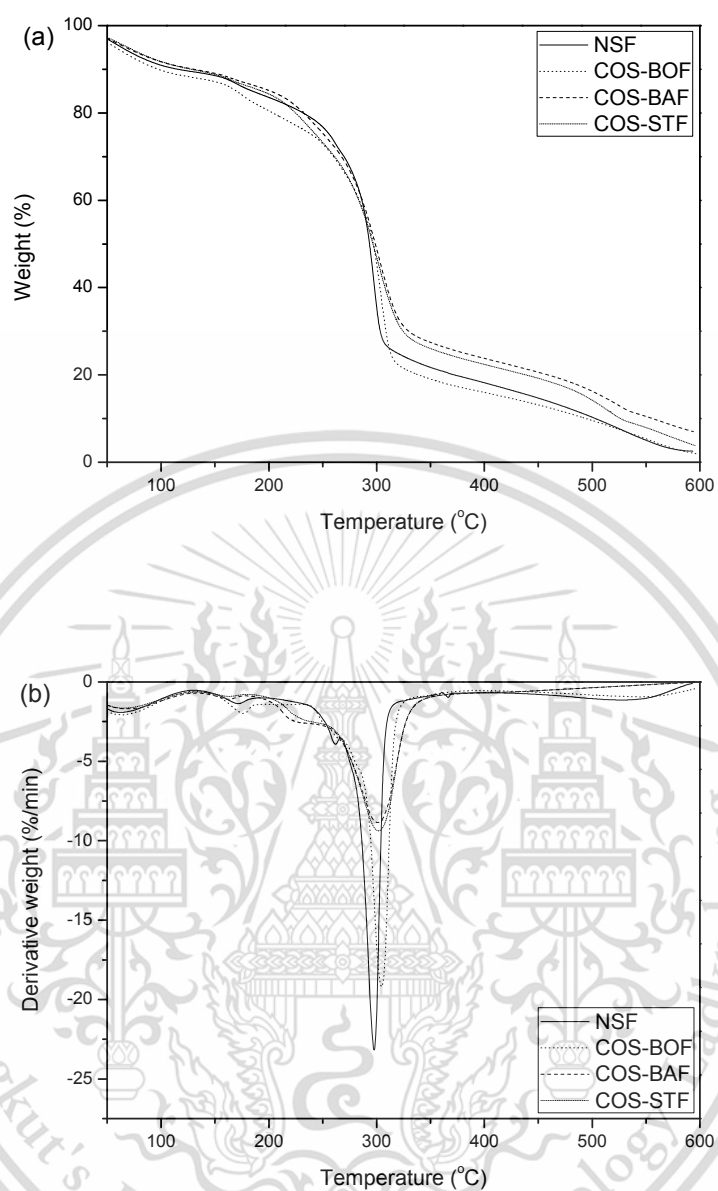 (a)
NSF
COS-BOF
COS-BAF
COS-STF
100
80
60
40
20
0
Weight (%)
100 200 300 400 500 600
Temperature (°C)
(b)
0
-5
-10
-15
-20
-25
Derivative weight (%/min)
NSF
COS-BOF
COS-BAF
COS-STF
100 200 300 400 500 600
Temperature (°C)